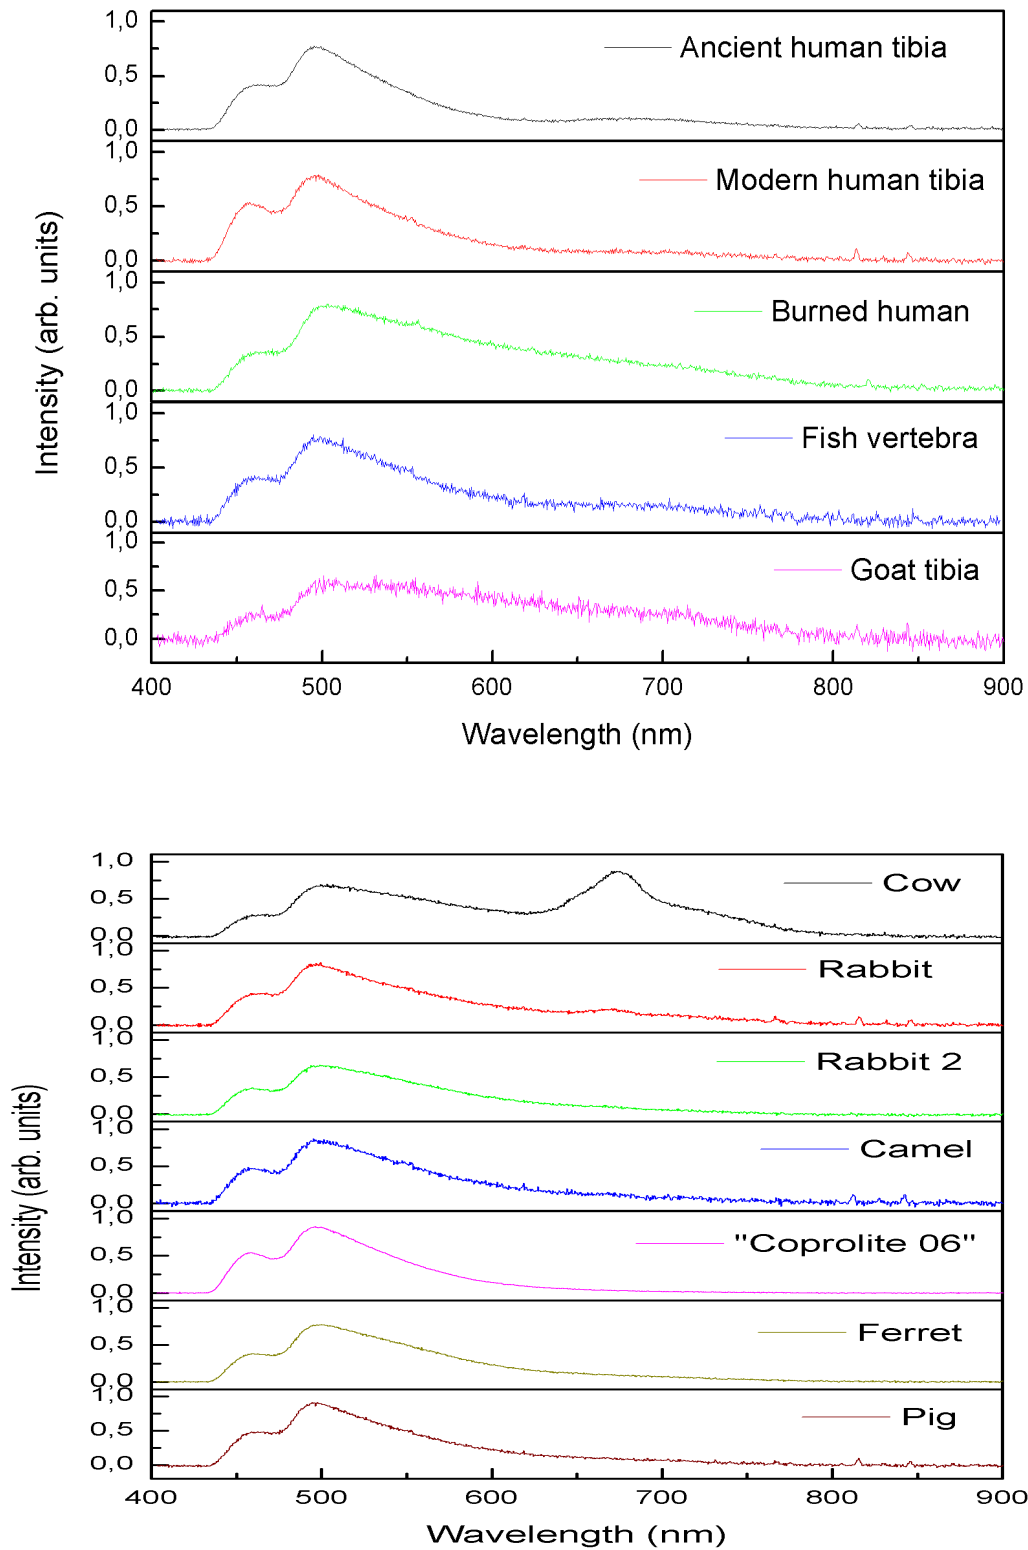 Intensity (arb. units)
1,0
0,5
0,0
Ancient human tibia
1,0
0,5
0,0
Modern human tibia
1,0
0,5
0,0
Burned human
1,0
0,5
0,0
Fish vertebra
1,0
0,5
0,0
Goat tibia
400 500 600 700 800 900
Wavelength (nm)
Intensity (arb. units)
1,0
0,5
0,0
Cow
1,0
0,5
0,0
Rabbit
1,0
0,5
0,0
Rabbit 2
1,0
0,5
0,0
Camel
1,0
0,5
0,0
"Coprolite 06"
1,0
0,5
0,0
Ferret
1,0
0,5
0,0
Pig
400 500 600 700 800 900
Wavelength (nm)